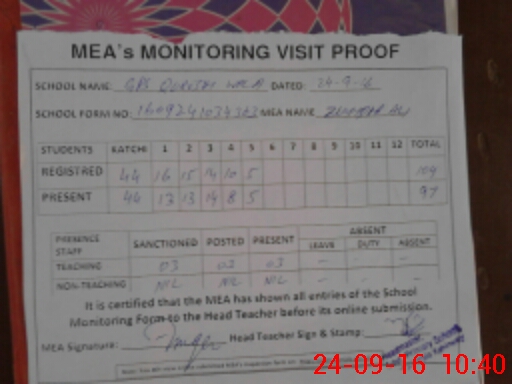 MEA's MONITORING VISIT PROOF
SCHOOL NAME: GPS QURESH WALA DATED: 24-9-16
SCHOOL FORM NO: MEA NAME
STUDENTS KATCHI 1 2 3 4 5 6 7 8 9 10 11 12 TOTAL
REGISTRED 44 16 15 14 10 5 104
PRESENT 44 13 13 14 8 5 97
PRESENCE STAFF SANCTIONED POSTED PRESENT ABSENT
LEAVE DUTY ABSENT
TEACHING 03 03 03 - - -
NON-TEACHING NIL NIL NIL - - -
It is certified that the MEA has shown all entries of the School
Monitoring Form to the Head Teacher before its online submission.
MEA Signature: Head Teacher Sign & Stamp:
24-09-16 10:40